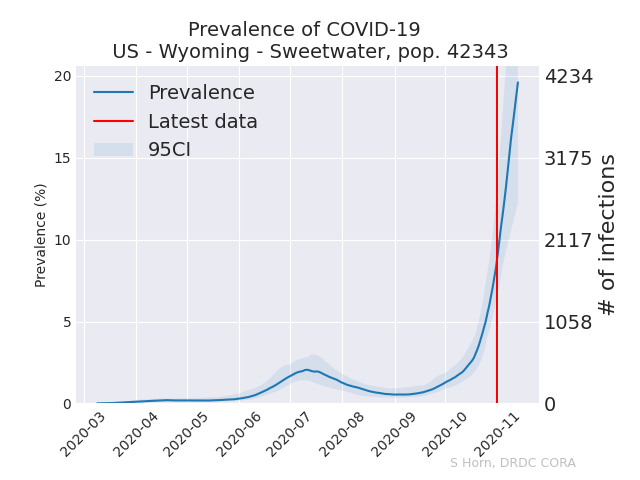 Prevalence of COVID-19
US - Wyoming - Sweetwater, pop. 42343
Prevalence
Latest data
95CI
Prevalence (%)
20
15
10
5
0
4234
3175
2117
1058
0
# of infections
2020-03
2020-04
2020-05
2020-06
2020-07
2020-08
2020-09
2020-10
2020-11
S Horn, DRDC CORA